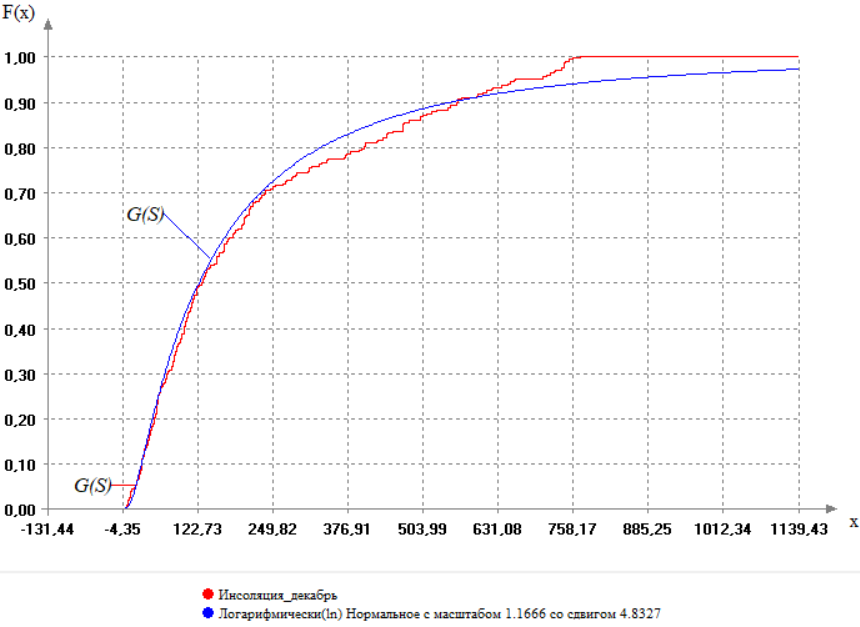 F(x)
1,00
0,90
0,80
0,70
0,60
G(S)
0,50
0,40
0,30
0,20
0,10
G(S)
0,00
-131,44 -4,35 122,73 249,82 376,91 503,99 631,08 758,17 885,25 1012,34 1139,43 x
Инсоляция_декабрь
Логарифмически(ln) Нормальное с масштабом 1.1666 со сдвигом 4.8327